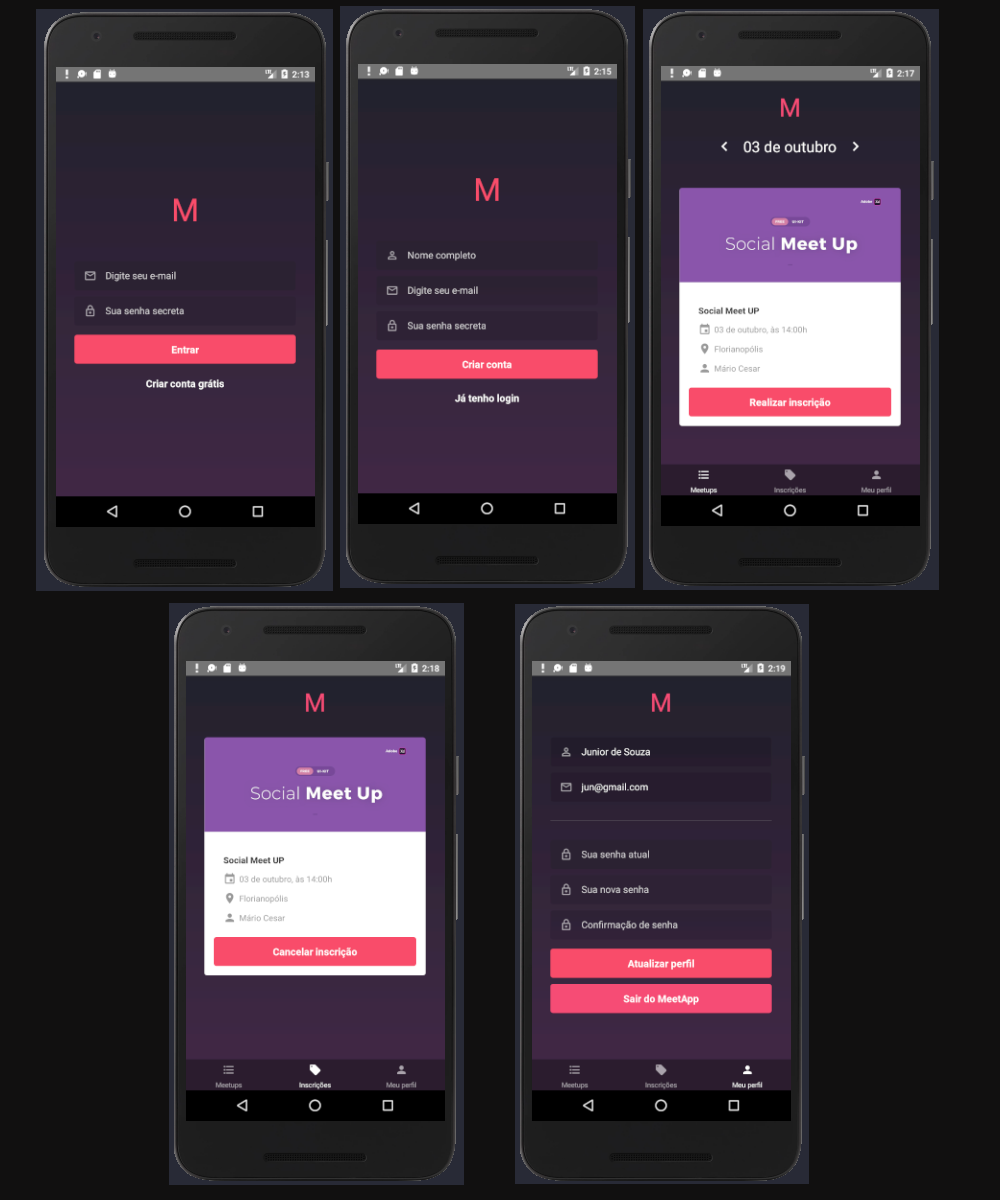 2:13
M
Digite seu e-mail
Sua senha secreta
Entrar
Criar conta grátis
2:15
M
Nome completo
Digite seu e-mail
Sua senha secreta
Criar conta
Já tenho login
2:17
M
03 de outubro
Social Meet Up
Social Meet UP
03 de outubro, às 14:00h
Florianopólis
Mário Cesar
Realizar inscrição
Meetups
Inscrições
Meu perfil
2:18
M
Social Meet Up
Social Meet UP
03 de outubro, às 14:00h
Florianopólis
Mário Cesar
Cancelar inscrição
Meetups
Inscrições
Meu perfil
2:19
M
Junior de Souza
jun@gmail.com
Sua senha atual
Sua nova senha
Confirmação de senha
Atualizar perfil
Sair do MeetApp
Meetups
Inscrições
Meu perfil